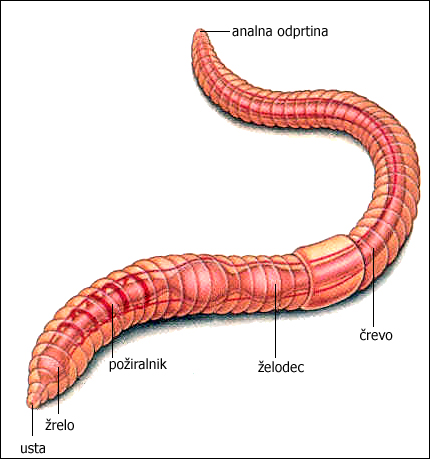 analna odprtina
črevo
požiralnik
želodec
žrelo
usta